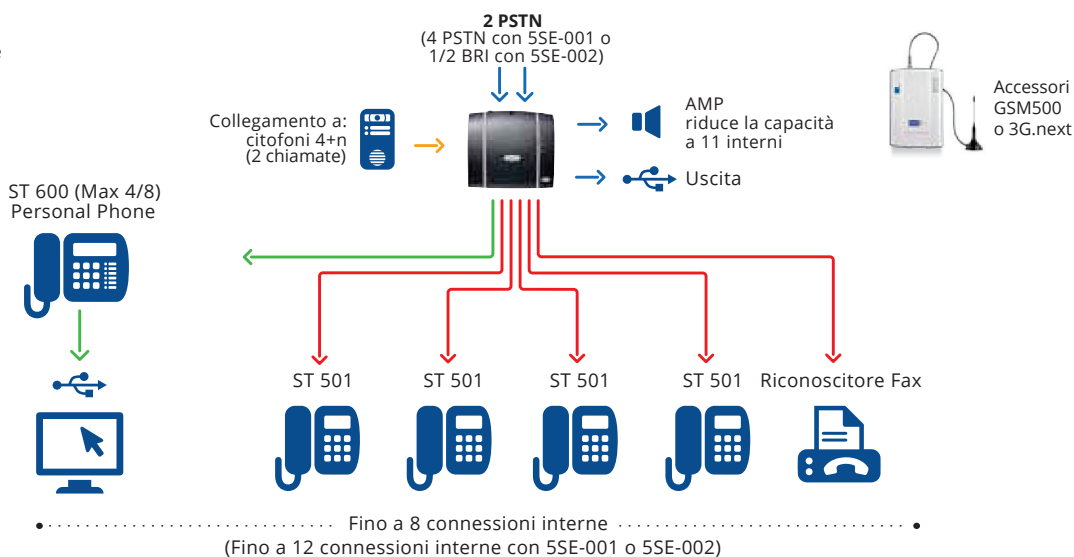 2 PSTN
(4 PSTN con 5SE-001 o
1/2 BRI con 5SE-002)
e
Collegamento a:
citofoni 4+n
(2 chiamate)
AMP
riduce la capacità
a 11 interni
Uscita
Accessori
GSM500
o 3G.next
ST 600 (Max 4/8)
Personal Phone
ST 501
ST 501
ST 501
ST 501
Riconoscitore Fax
Fino a 8 connessioni interne
(Fino a 12 connessioni interne con 5SE-001 o 5SE-002)